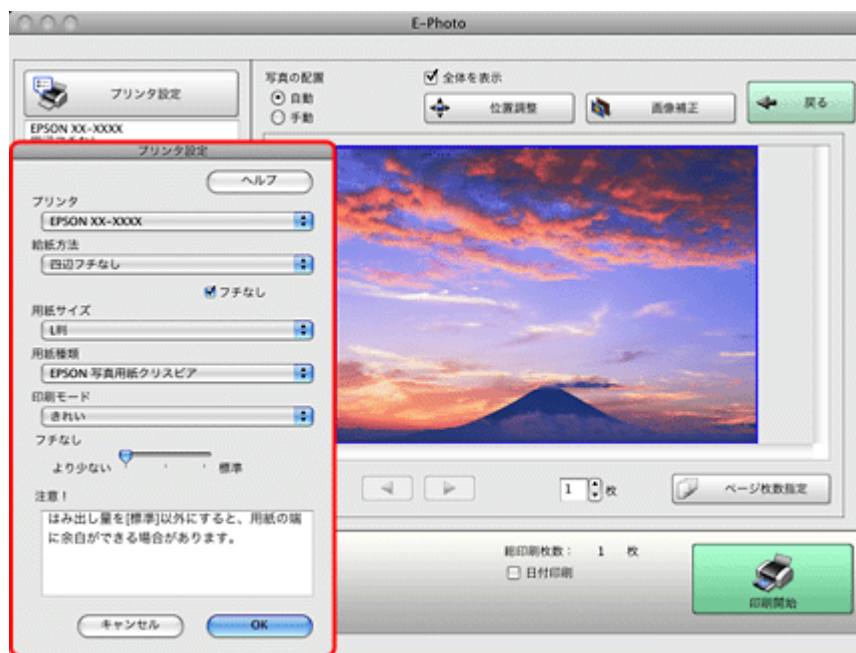 E-Photo
プリンタ設定
EPSON XX-XXXX
写真の配置
自動
手動
全体を表示
位置調整
画像補正
戻る
プリンタ設定
ヘルプ
プリンタ
EPSON XX-XXXX
給紙方法
四辺フチなし
フチなし
用紙サイズ
L判
用紙種類
EPSON 写真用紙クリスピア
印刷モード
きれい
フチなし
より少ない 標準
注意！
はみ出し量を[標準]以外にすると、用紙の端
に余白ができる場合があります。
キャンセル
OK
1 枚
ページ枚数指定
総印刷枚数： 1 枚
日付印刷
印刷開始